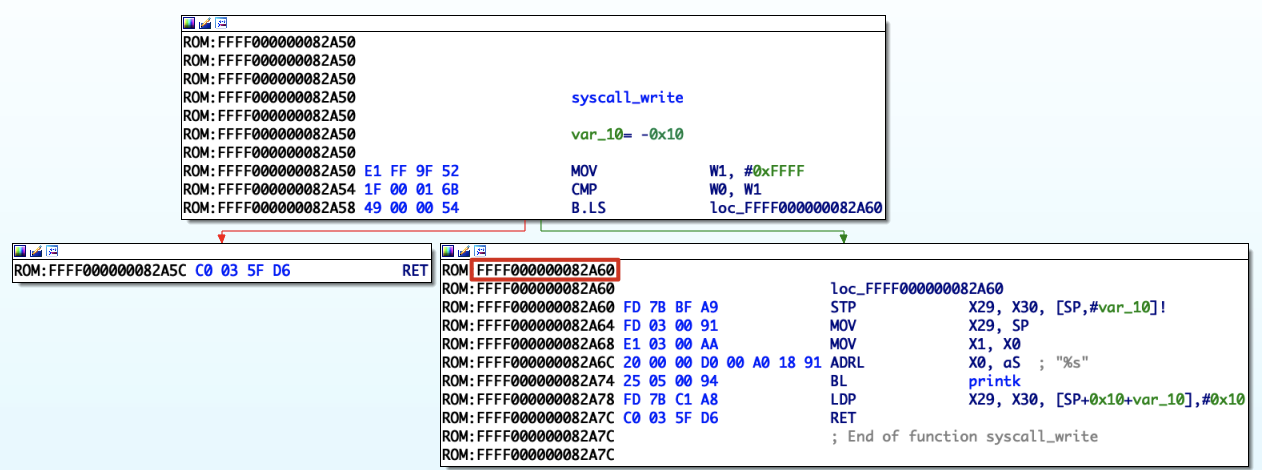 ROM:FFFF000000082A50
ROM:FFFF000000082A50
ROM:FFFF000000082A50
ROM:FFFF000000082A50 syscall_write
ROM:FFFF000000082A50
ROM:FFFF000000082A50 var_10= -0x10
ROM:FFFF000000082A50
ROM:FFFF000000082A50 E1 FF 9F 52 MOV W1, #0xFFFF
ROM:FFFF000000082A54 1F 00 01 6B CMP W0, W1
ROM:FFFF000000082A58 49 00 00 54 B.LS loc_FFFF000000082A60
ROM:FFFF000000082A5C C0 03 5F D6 RET
ROM FFFF000000082A60
ROM:FFFF000000082A60 loc_FFFF000000082A60
ROM:FFFF000000082A60 FD 7B BF A9 STP X29, X30, [SP,#var_10]!
ROM:FFFF000000082A64 FD 03 00 91 MOV X29, SP
ROM:FFFF000000082A68 E1 03 00 AA MOV X1, X0
ROM:FFFF000000082A6C 20 00 00 D0 00 A0 18 91 ADRL X0, aS ; "%s"
ROM:FFFF000000082A74 25 05 00 94 BL printk
ROM:FFFF000000082A78 FD 7B C1 A8 LDP X29, X30, [SP+0x10+var_10],#0x10
ROM:FFFF000000082A7C C0 03 5F D6 RET
ROM:FFFF000000082A7C ; End of function syscall_write
ROM:FFFF000000082A7C